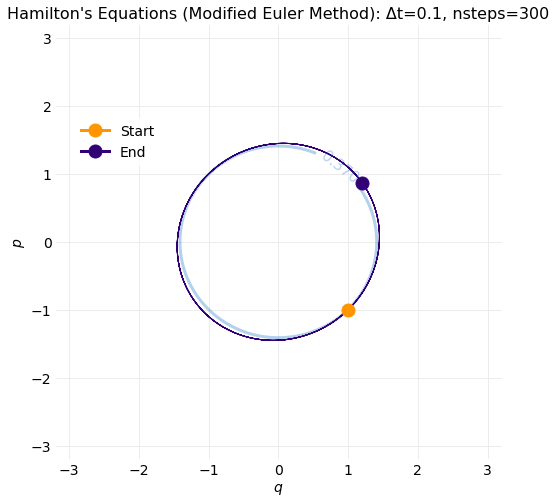 Hamilton's Equations (Modified Euler Method): Δt=0.1, nsteps=300
3
2
Start
End
1
p
0
−1
−2
−3
−3
−2
−1
0
1
2
3
q